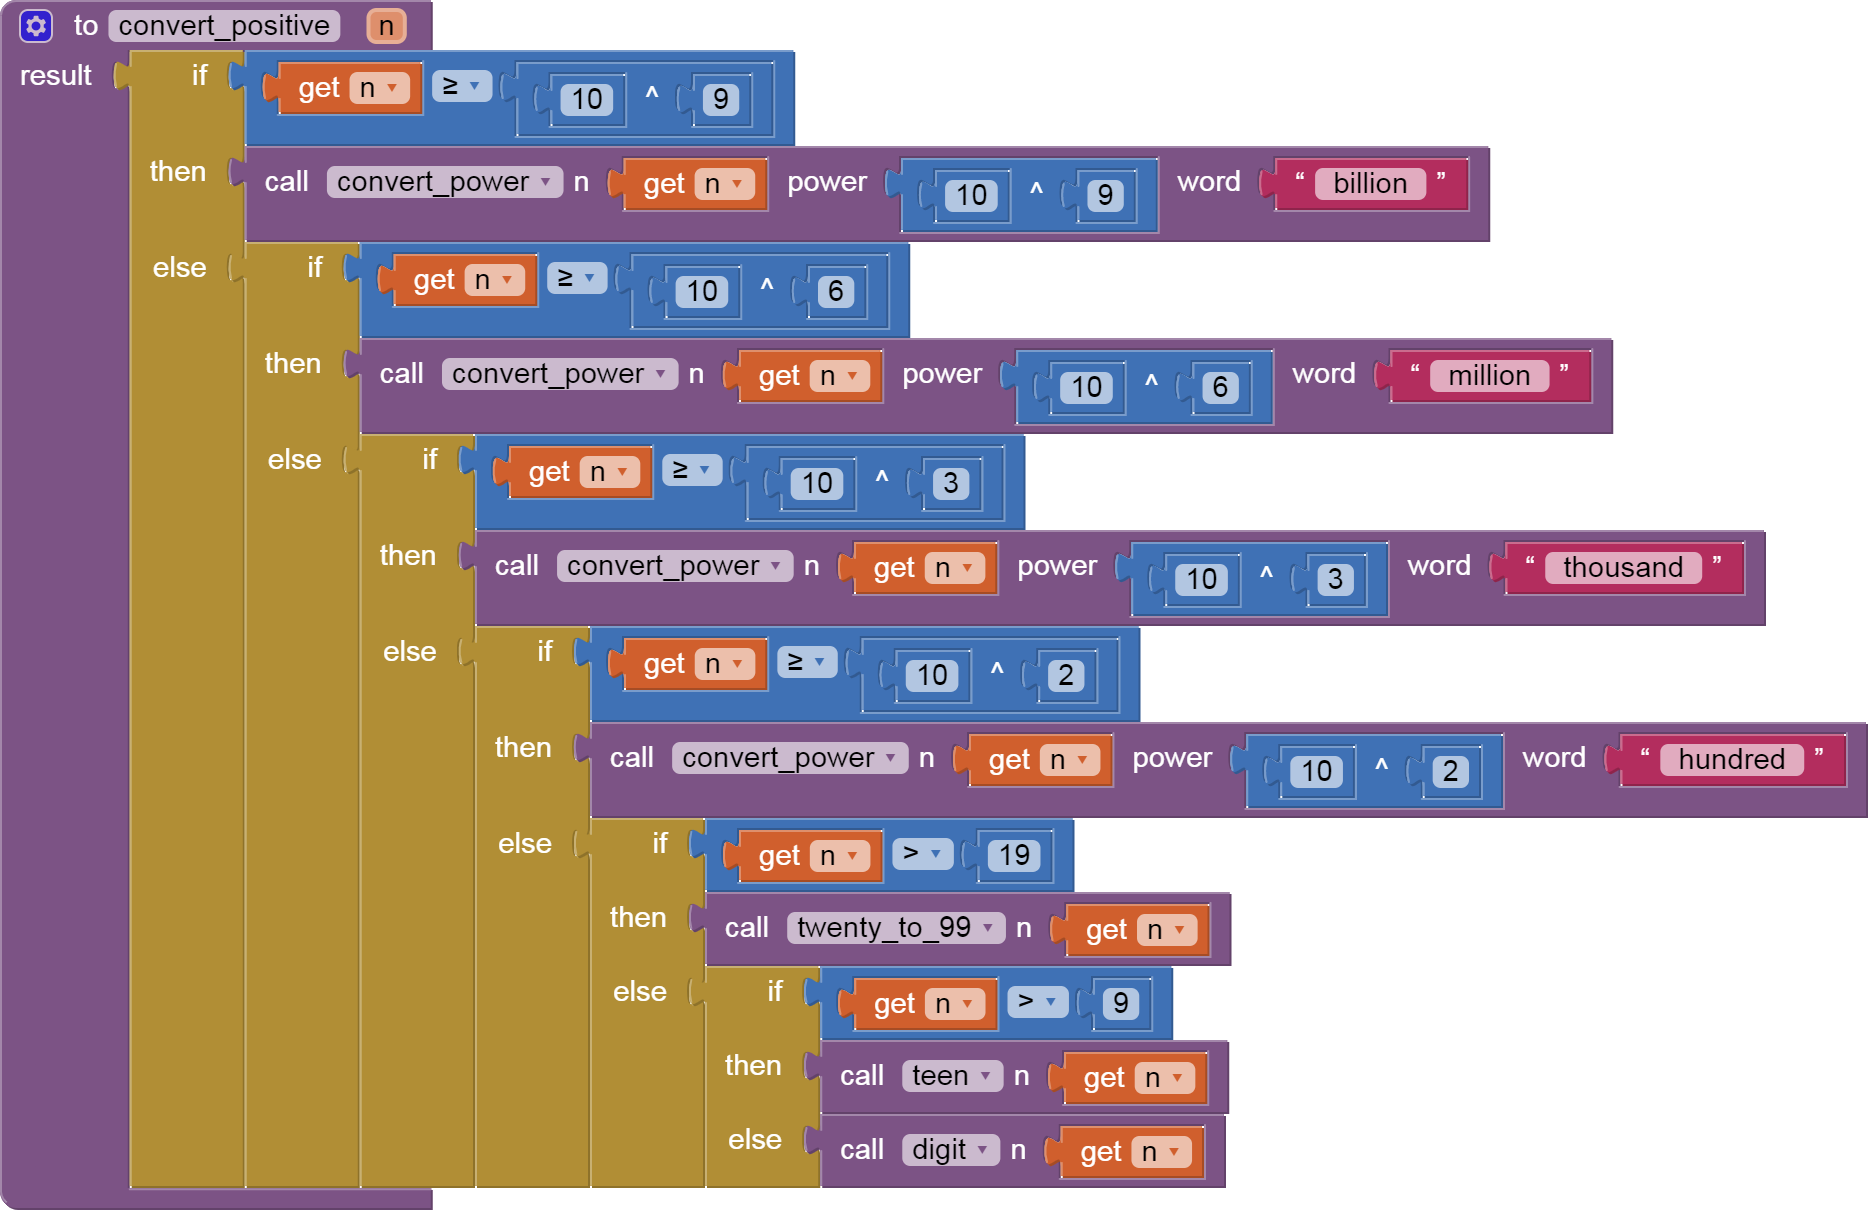 to convert_positive n
result if get n ≥ 10 ^ 9
then call convert_power n get n power 10 ^ 9 word “ billion ”
else if get n ≥ 10 ^ 6
then call convert_power n get n power 10 ^ 6 word “ million ”
else if get n ≥ 10 ^ 3
then call convert_power n get n power 10 ^ 3 word “ thousand ”
else if get n ≥ 10 ^ 2
then call convert_power n get n power 10 ^ 2 word “ hundred ”
else if get n > 19
then call twenty_to_99 n get n
else if get n > 9
then call teen n get n
else call digit n get n